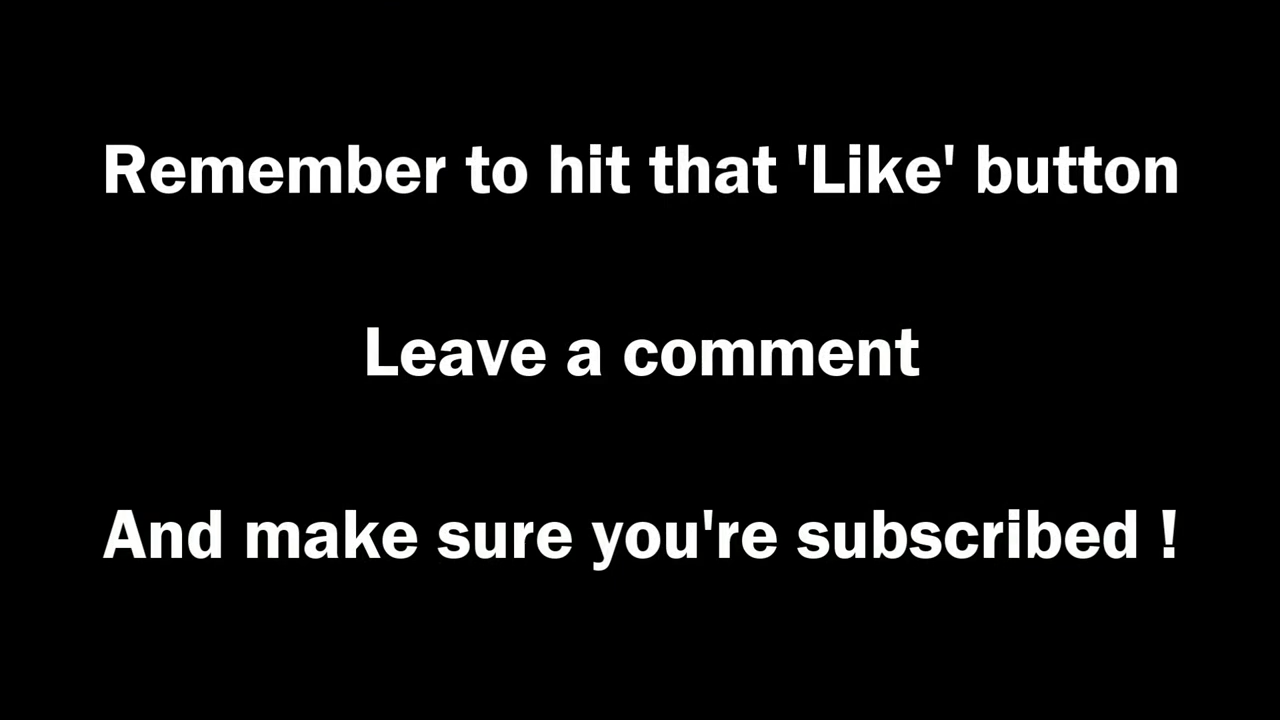 Remember to hit that 'Like' button
Leave a comment
And make sure you're subscribed !